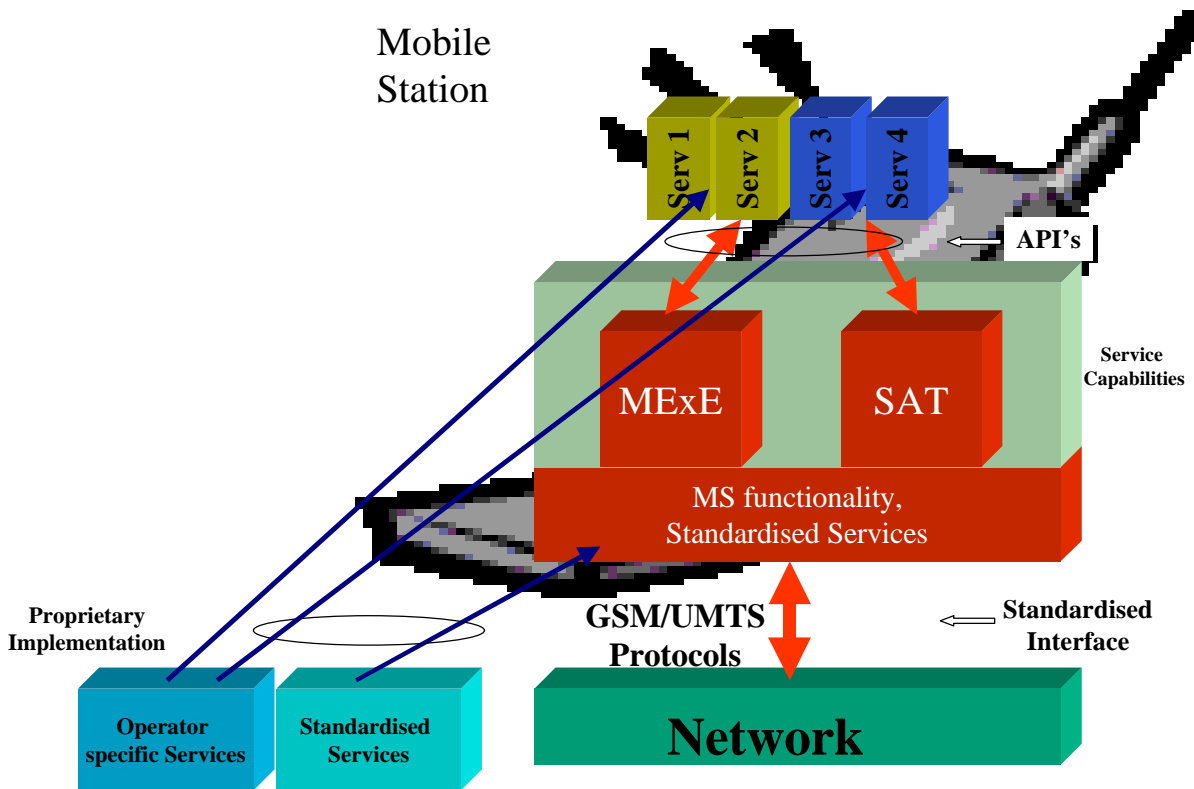 Mobile
Station
Serv 1
Serv 2
Serv 3
Serv 4
API's
Service
Capabilities
MExE
SAT
MS functionality,
Standardised Services
Proprietary
Implementation
GSM/UMTS
Protocols
Standardised
Interface
Operator
specific Services
Standardised
Services
Network